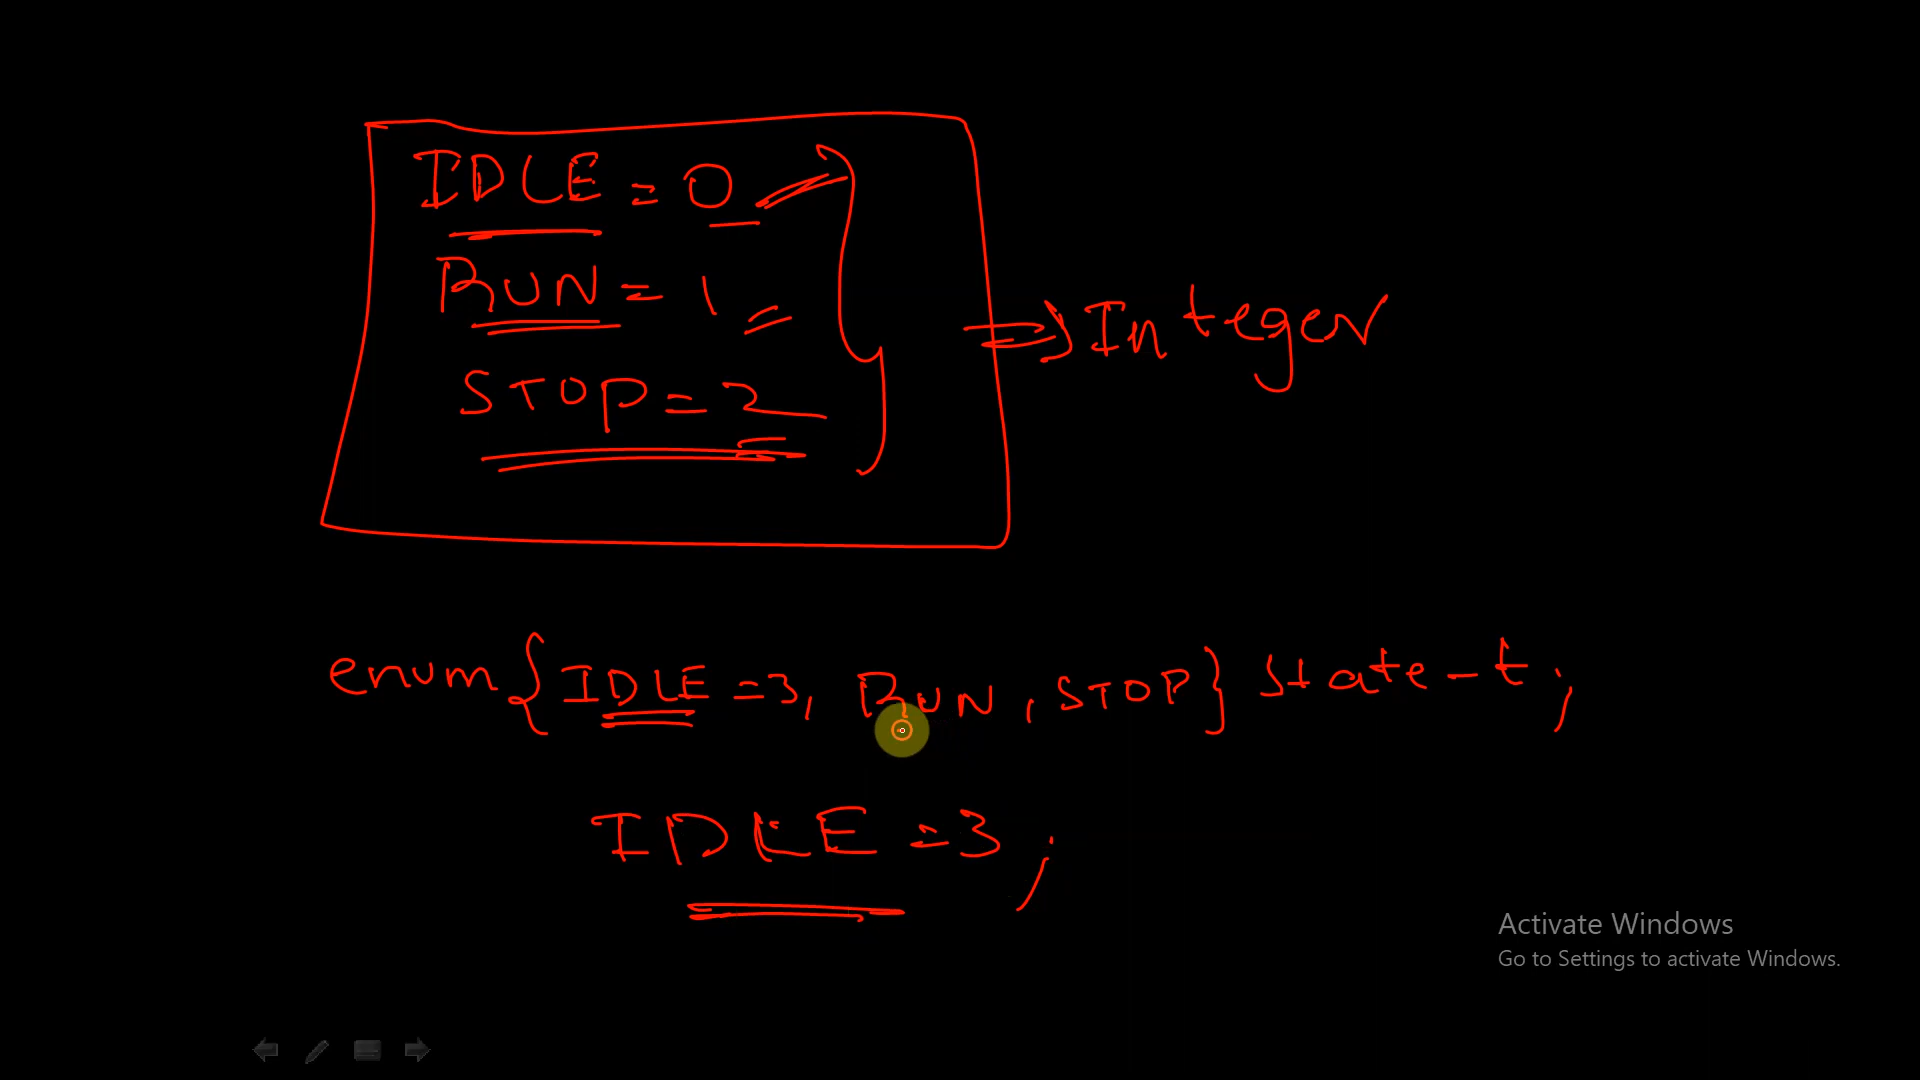 IDLE = 0
RUN = 1
STOP = 2
=> Integer
enum { IDLE = 3, RUN, STOP } state-t ;
IDLE = 3 ;
Activate Windows
Go to Settings to activate Windows.